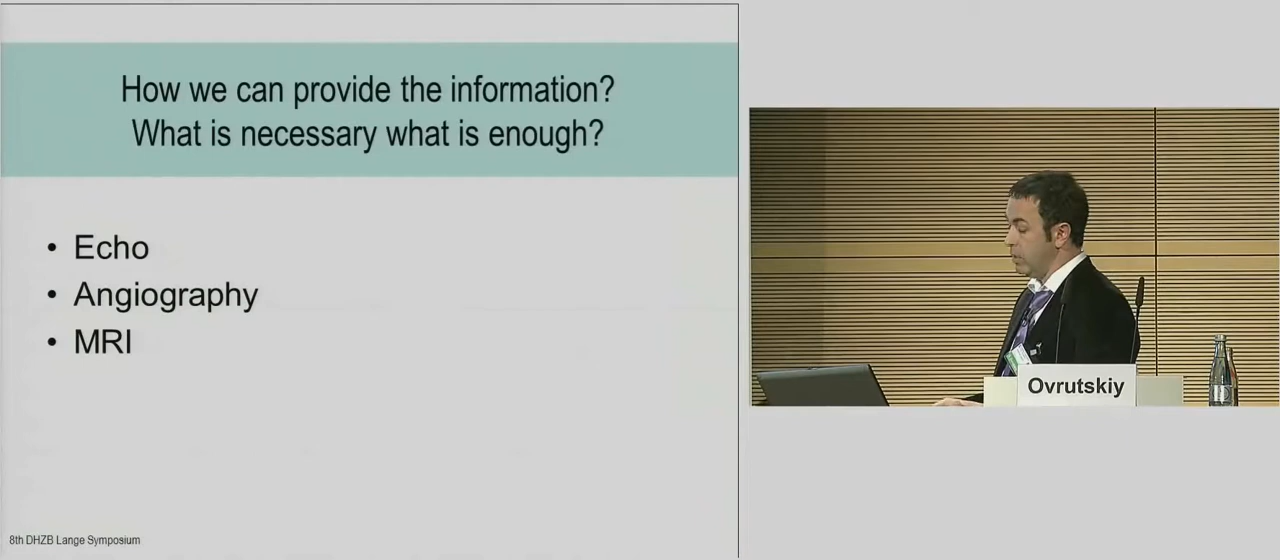 How we can provide the information?
What is necessary what is enough?
• Echo
• Angiography
• MRI
8th DHZB Lange Symposium
Ovrutskiy